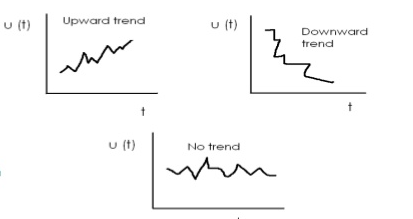 υ (t)
Upward trend
t
υ (t)
Downward
trend
t
υ (t)
No trend